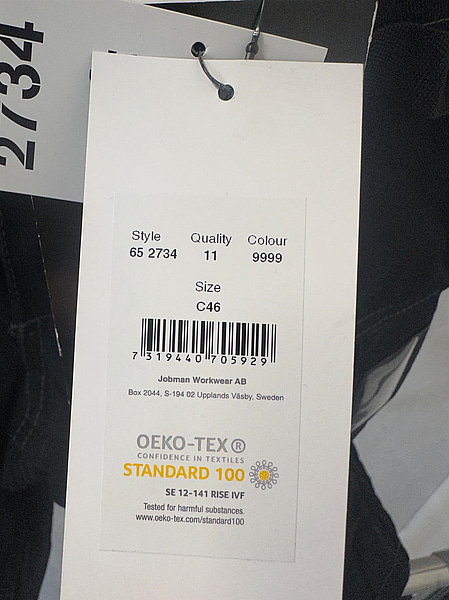 2734
Style Quality Colour
65 2734 11 9999
Size
C46
7 319440 705929
Jobman Workwear AB
Box 2044, S-194 02 Upplands Väsby, Sweden
OEKO-TEX®
CONFIDENCE IN TEXTILES
STANDARD 100
SE 12-141 RISE IVF
Tested for harmful substances.
www.oeko-tex.com/standard100